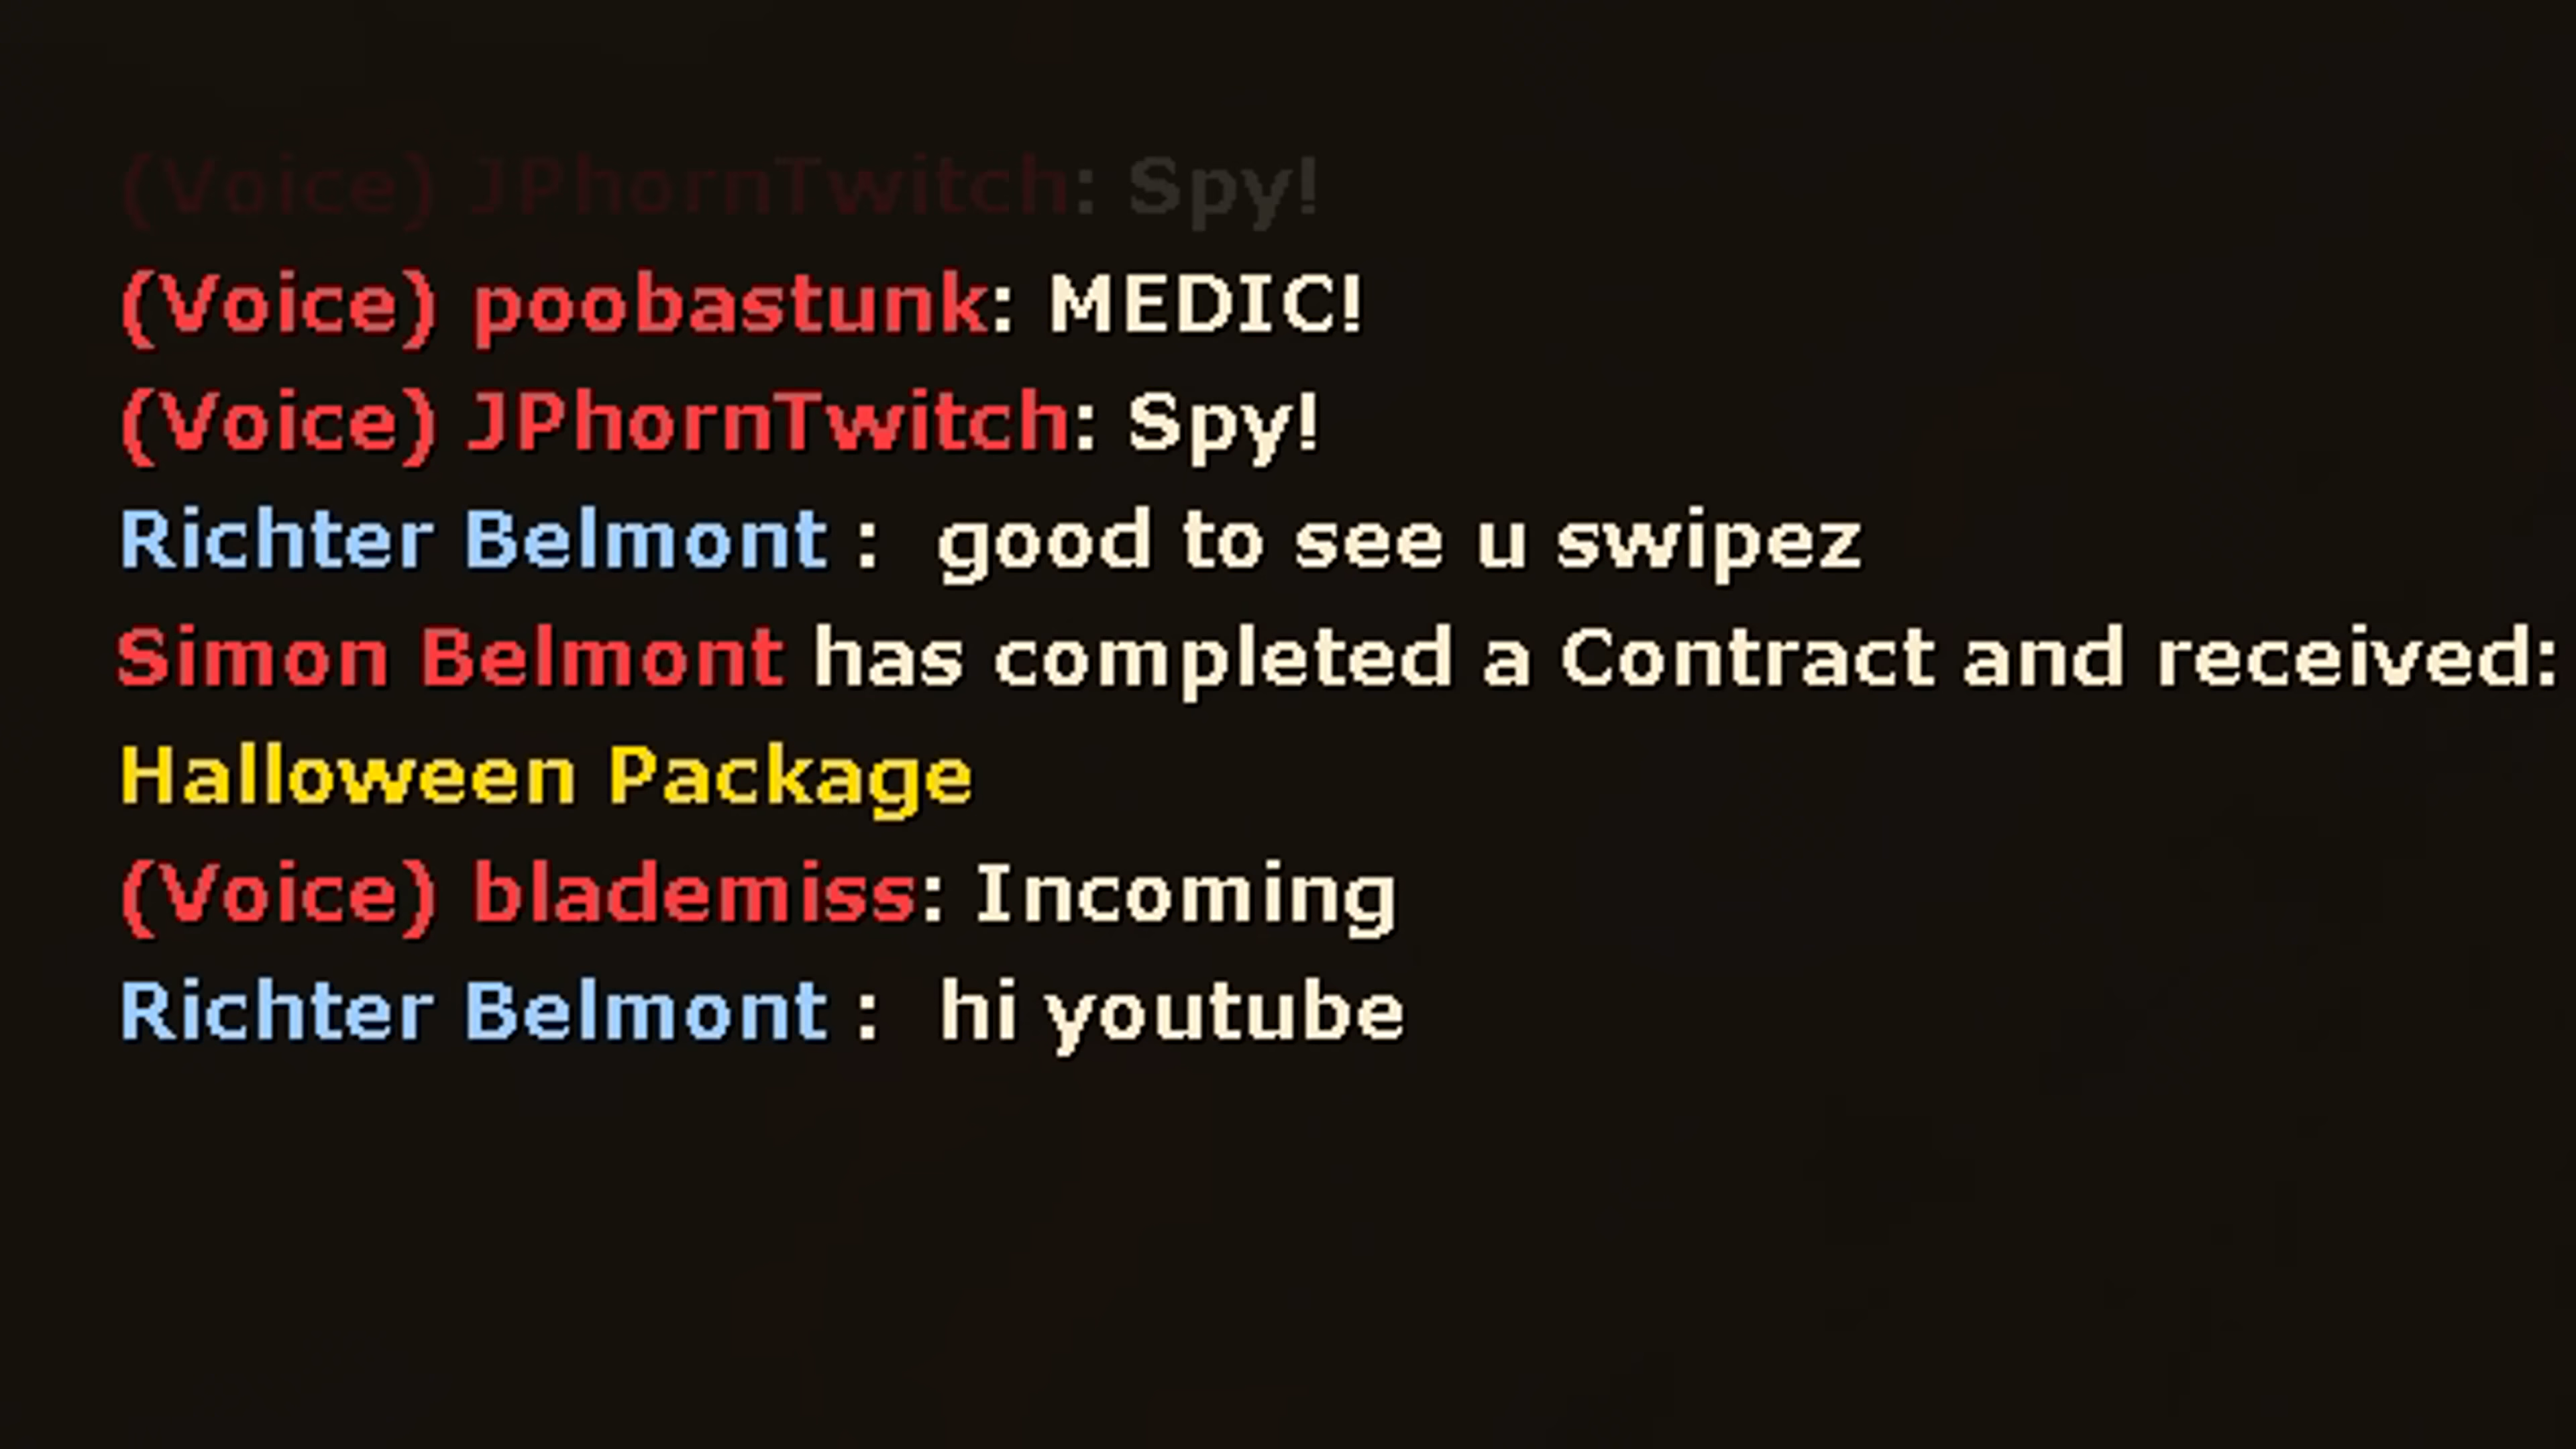 (Voice) JPhornTwitch: Spy!
(Voice) poobastunk: MEDIC!
(Voice) JPhornTwitch: Spy!
Richter Belmont :  good to see u swipez
Simon Belmont has completed a Contract and received:
Halloween Package
(Voice) blademiss: Incoming
Richter Belmont :  hi youtube